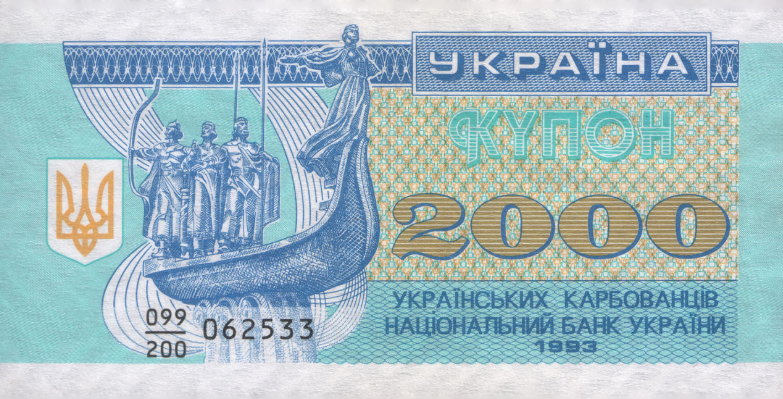 УКРАЇНА
КУПОН
2000
УКРАЇНСЬКИХ КАРБОВАНЦІВ
НАЦІОНАЛЬНИЙ БАНК УКРАЇНИ
1993
099
200 062533